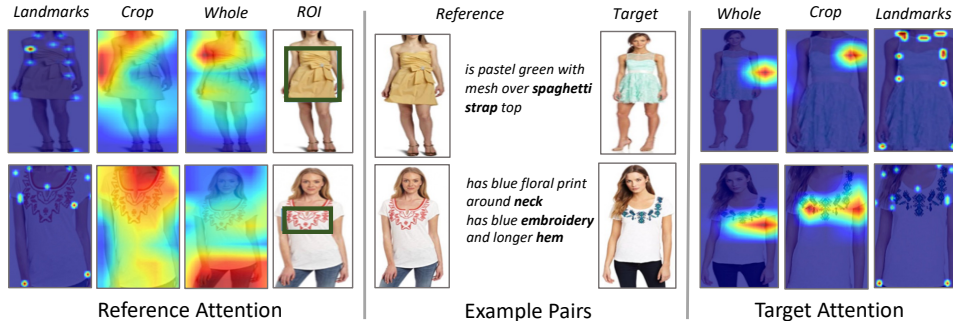 Landmarks Crop Whole ROI Reference Target Whole Crop Landmarks
is pastel green with
mesh over spaghetti
strap top
has blue floral print
around neck
has blue embroidery
and longer hem
Reference Attention Example Pairs Target Attention